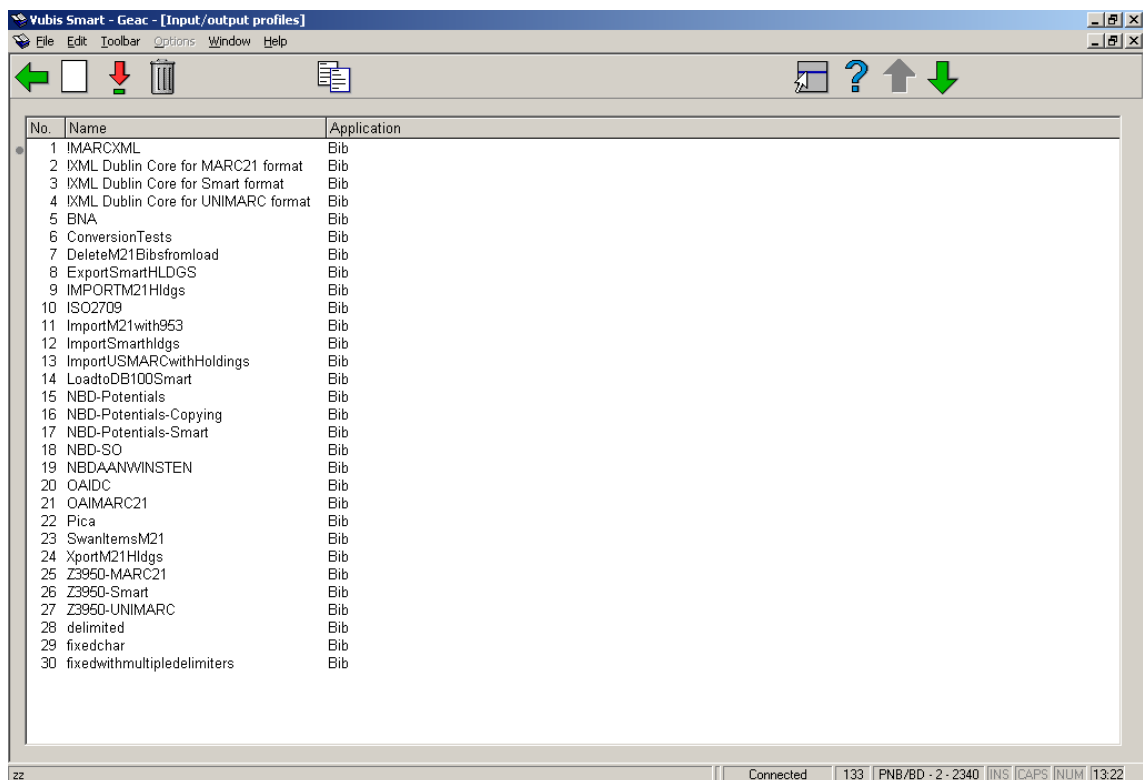 Vubis Smart - Geac - [Input/output profiles]
File Edit Toolbar Options Window Help
No. Name Application
1 !MARCXML Bib
2 !XML Dublin Core for MARC21 format Bib
3 !XML Dublin Core for Smart format Bib
4 !XML Dublin Core for UNIMARC format Bib
5 BNA Bib
6 ConversionTests Bib
7 DeleteM21Bibsfromload Bib
8 ExportSmartHLDGS Bib
9 IMPORTM21Hldgs Bib
10 ISO2709 Bib
11 ImportM21with953 Bib
12 ImportSmarthldgs Bib
13 ImportUSMARCwithHoldings Bib
14 LoadtoDB100Smart Bib
15 NBD-Potentials Bib
16 NBD-Potentials-Copying Bib
17 NBD-Potentials-Smart Bib
18 NBD-SO Bib
19 NBDAANWINSTEN Bib
20 OAIDC Bib
21 OAIMARC21 Bib
22 Pica Bib
23 SwanItemsM21 Bib
24 XportM21Hldgs Bib
25 Z3950-MARC21 Bib
26 Z3950-Smart Bib
27 Z3950-UNIMARC Bib
28 delimited Bib
29 fixedchar Bib
30 fixedwithmultipledelimiters Bib
zz Connected 133 PNB/BD - 2 - 2340 INS CAPS NUM 13:22